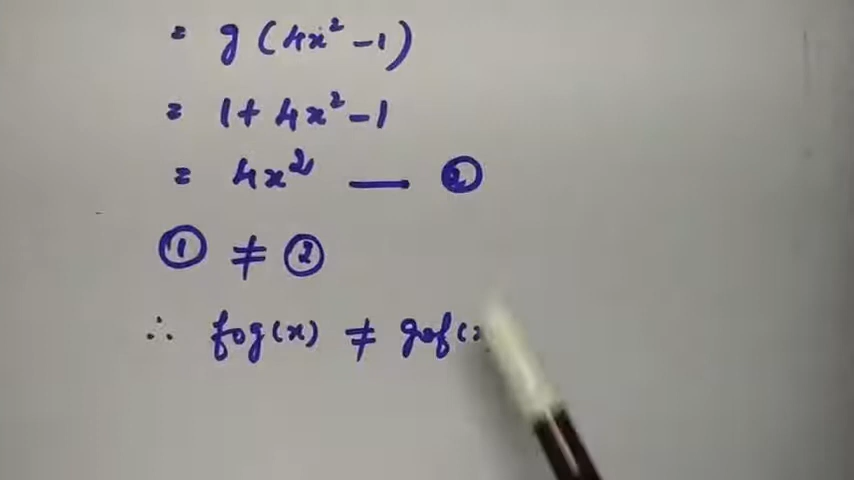 = g(4x² −1)
= 1+ 4x² −1
= 4x² — ②
① ≠ ②
∴ fog(x) ≠ gof(x